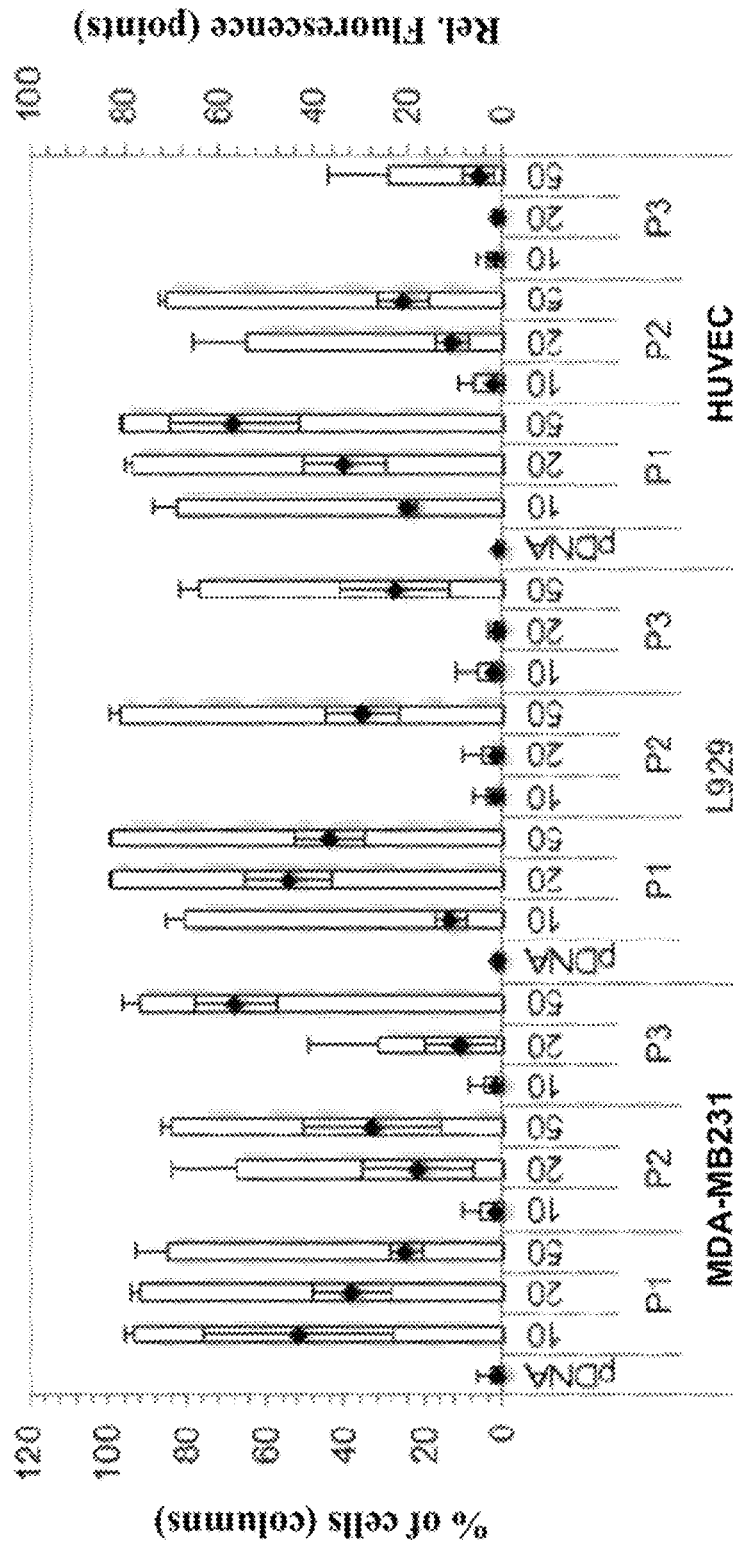 % of cells (columns)
120
100
80
60
40
20
0
Rel. Fluorescence (points)
100
80
60
40
20
0
pDNA 10 20 50 10 20 50 10 20 50 pDNA 10 20 50 10 20 50 10 20 50 pDNA 10 20 50 10 20 50 10 20 50
P1 P2 P3 P1 P2 P3 P1 P2 P3
MDA-MB231 L929 HUVEC